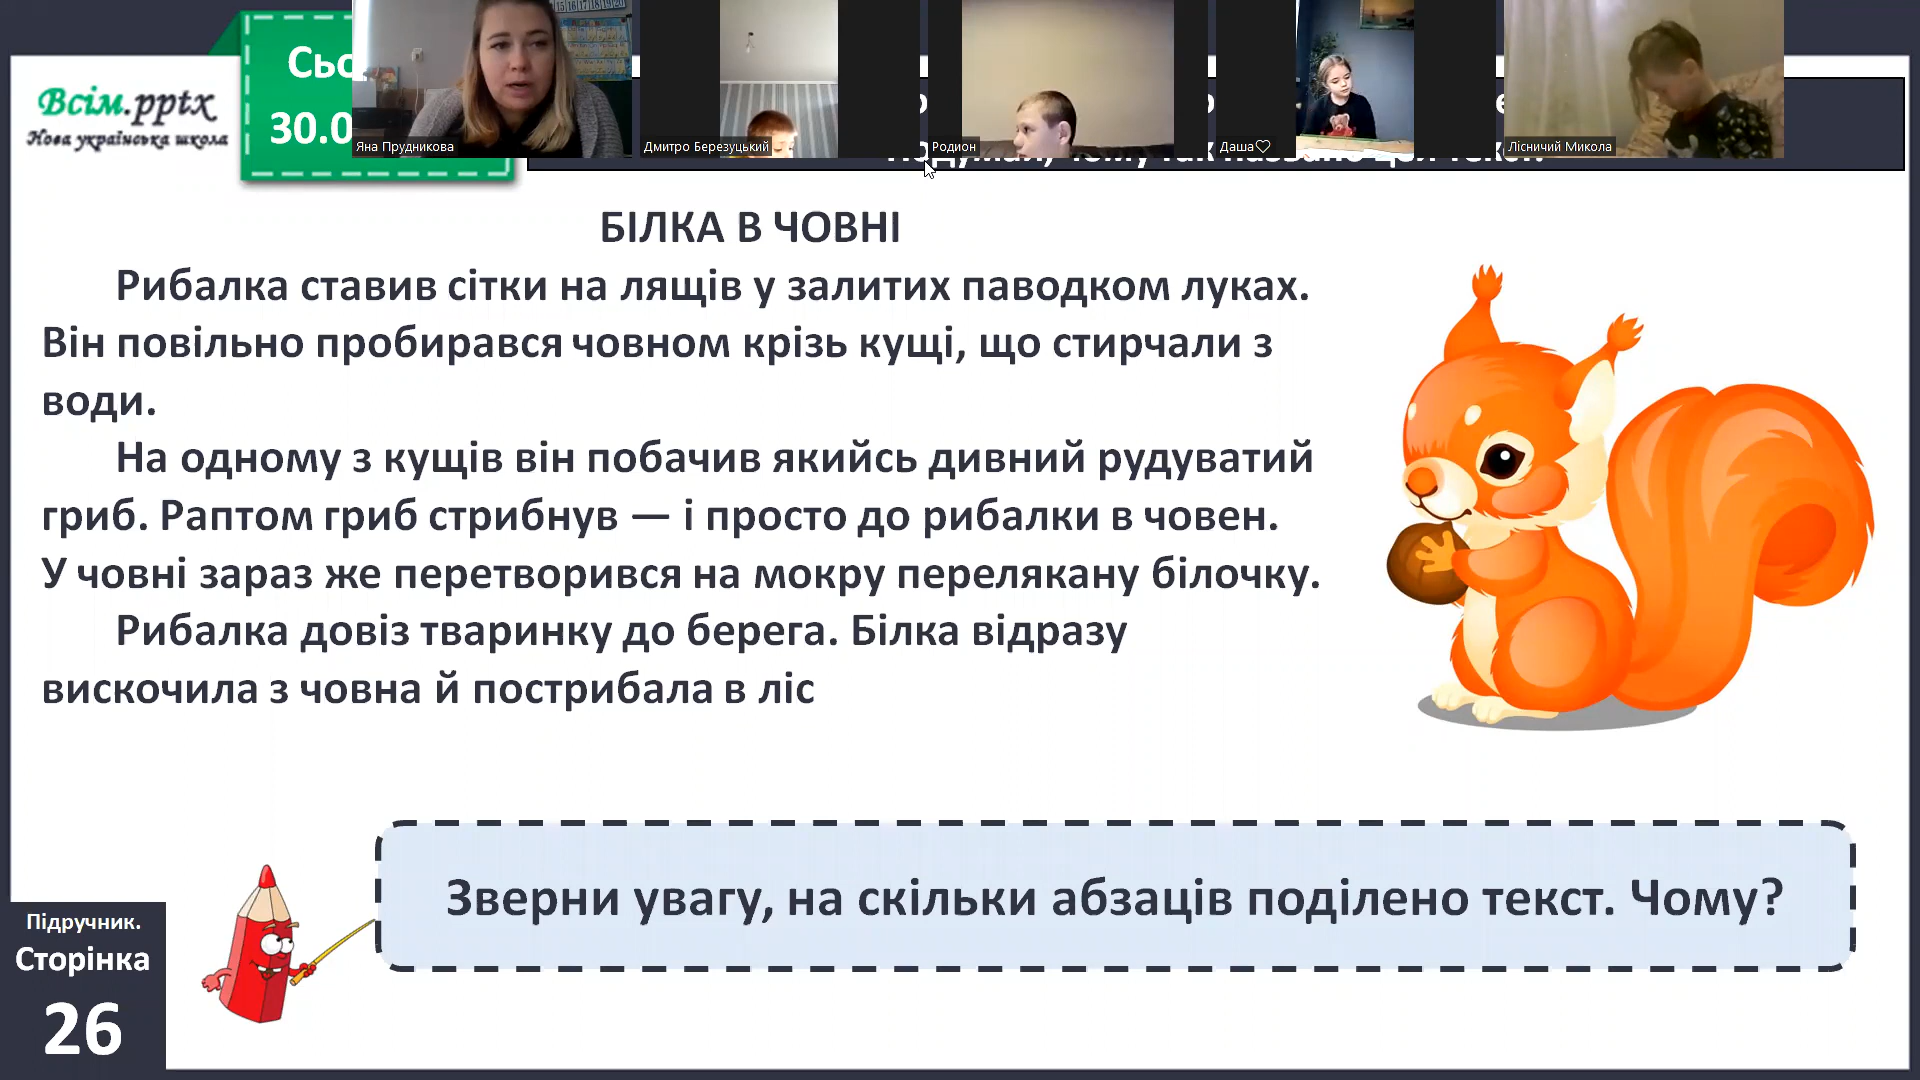 Всім.pptx
Нова українська школа
30.0
Яна Прудникова
Дмитро Березуцький
Родион
Даша♡
Лісничий Микола
БІЛКА В ЧОВНІ
Рибалка ставив сітки на лящів у залитих паводком луках.
Він повільно пробирався човном крізь кущі, що стирчали з
води.
На одному з кущів він побачив якийсь дивний рудуватий
гриб. Раптом гриб стрибнув — і просто до рибалки в човен.
У човні зараз же перетворився на мокру перелякану білочку.
Рибалка довіз тваринку до берега. Білка відразу
вискочила з човна й пострибала в ліс
Зверни увагу, на скільки абзаців поділено текст. Чому?
Підручник.
Сторінка
26